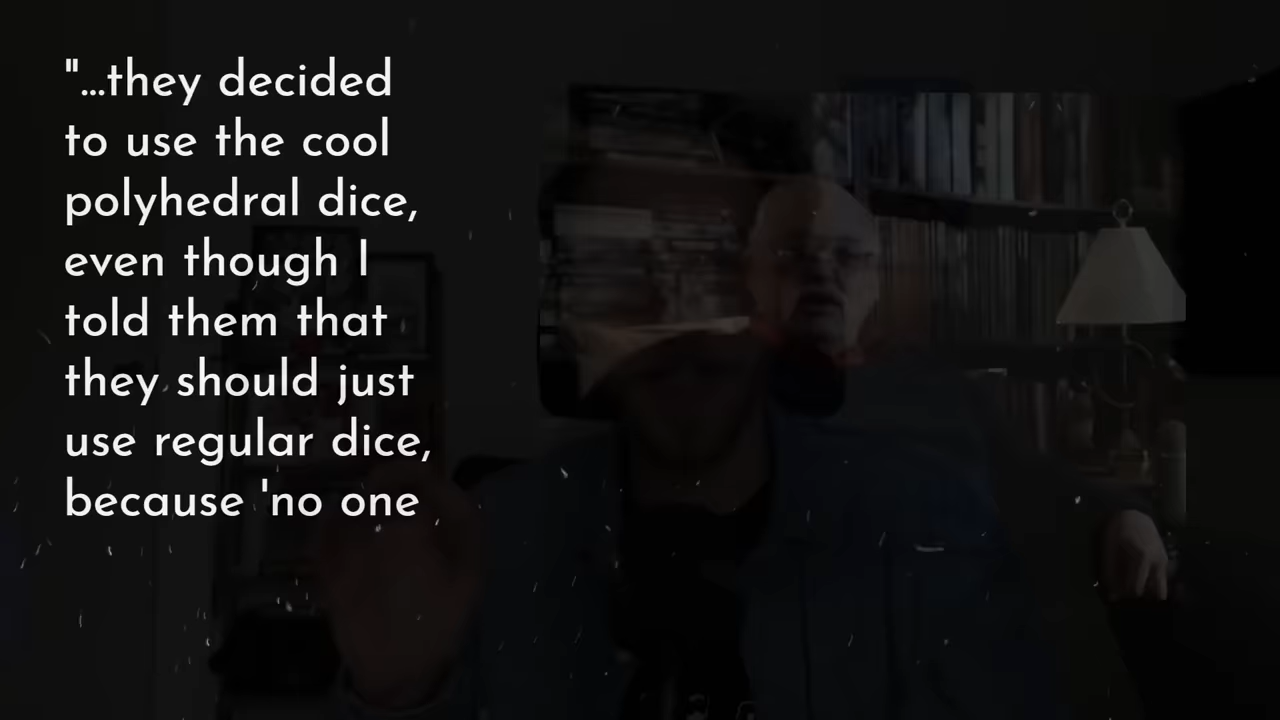 "...they decided
to use the cool
polyhedral dice,
even though I
told them that
they should just
use regular dice,
because 'no one